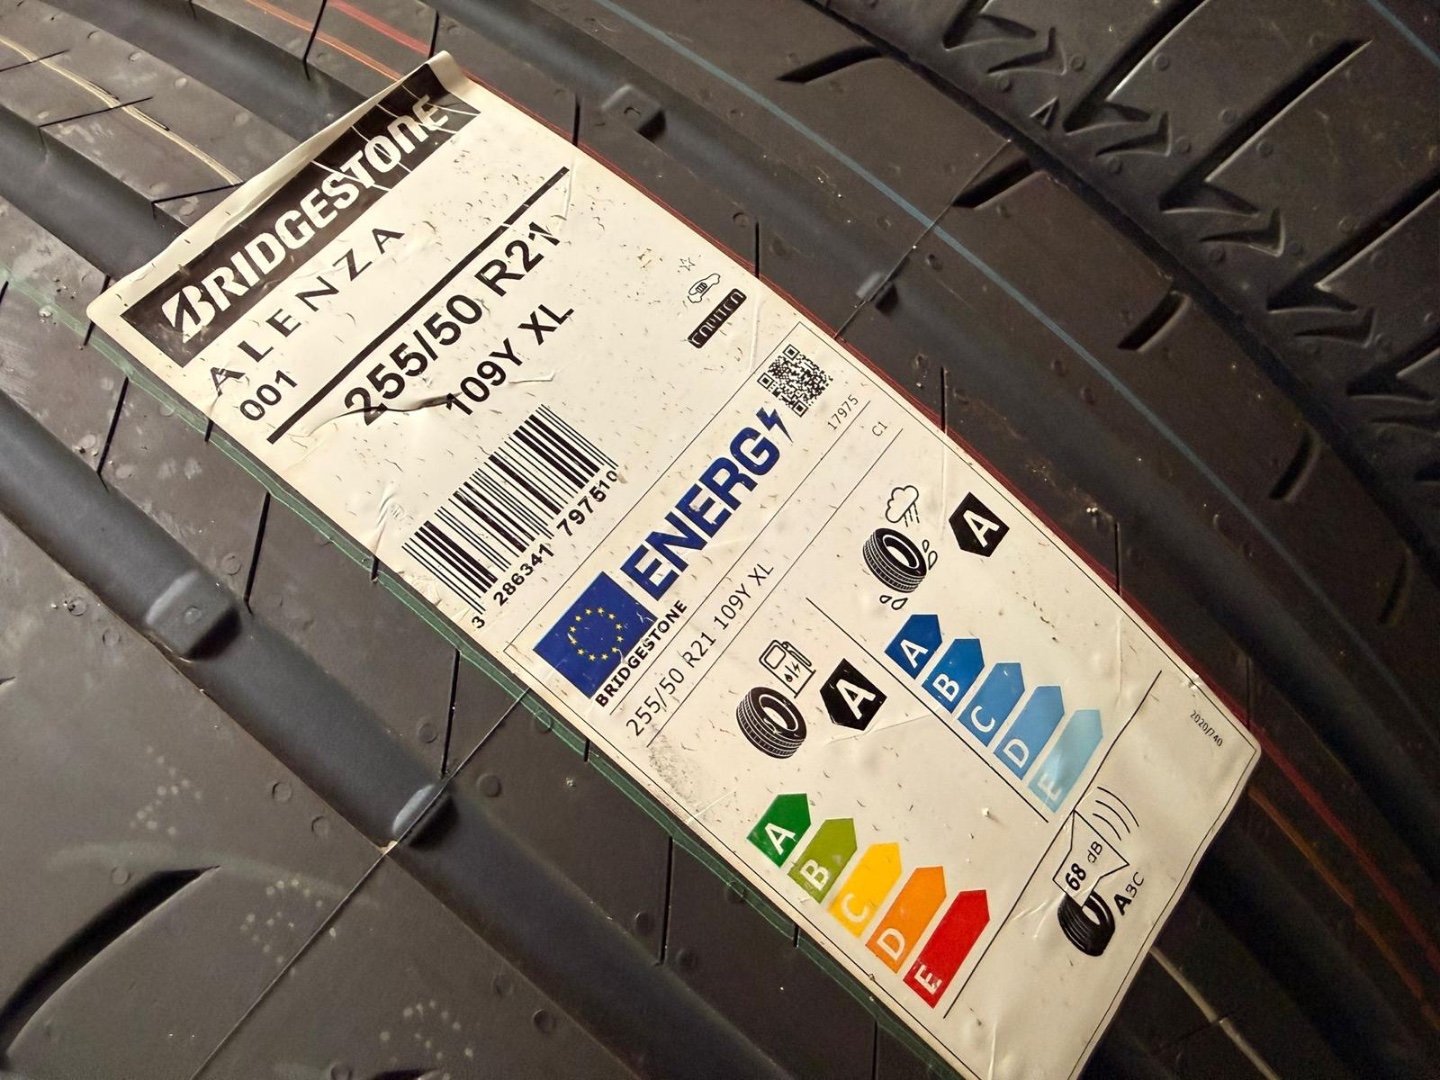 BRIDGESTONE
ALENZA
001
255/50 R21
109Y XL
3 286341 797510
ENERG
17975
BRIDGESTONE
255/50 R21 109Y XL
C1
A
A
B
C
D
E
A
A
B
C
D
E
68 dB
ABC
2020/740